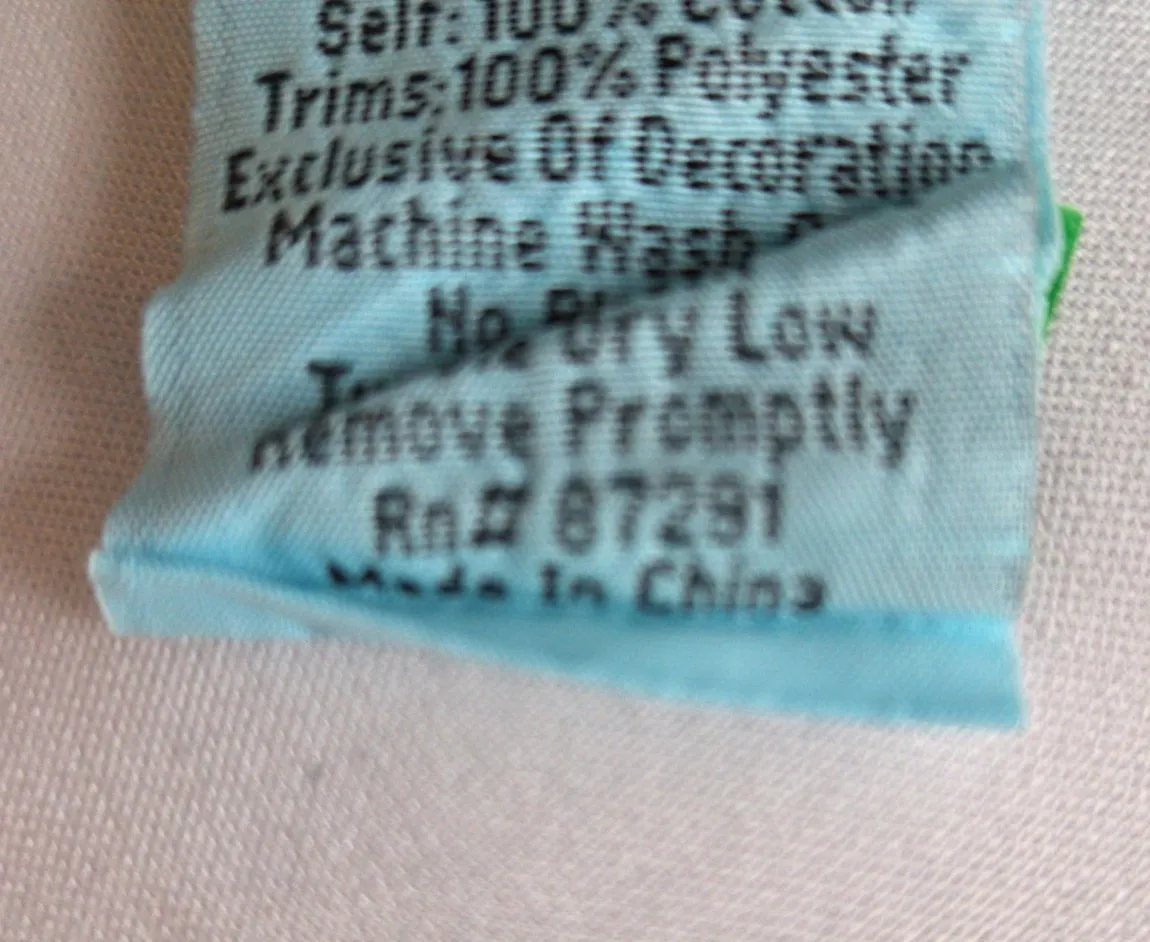 Self: 100% Cotton
Trims:100% Polyester
Exclusive Of Decoration
Machine Wash
Dry Low
Remove Promptly
Rn# 87291
Made In China